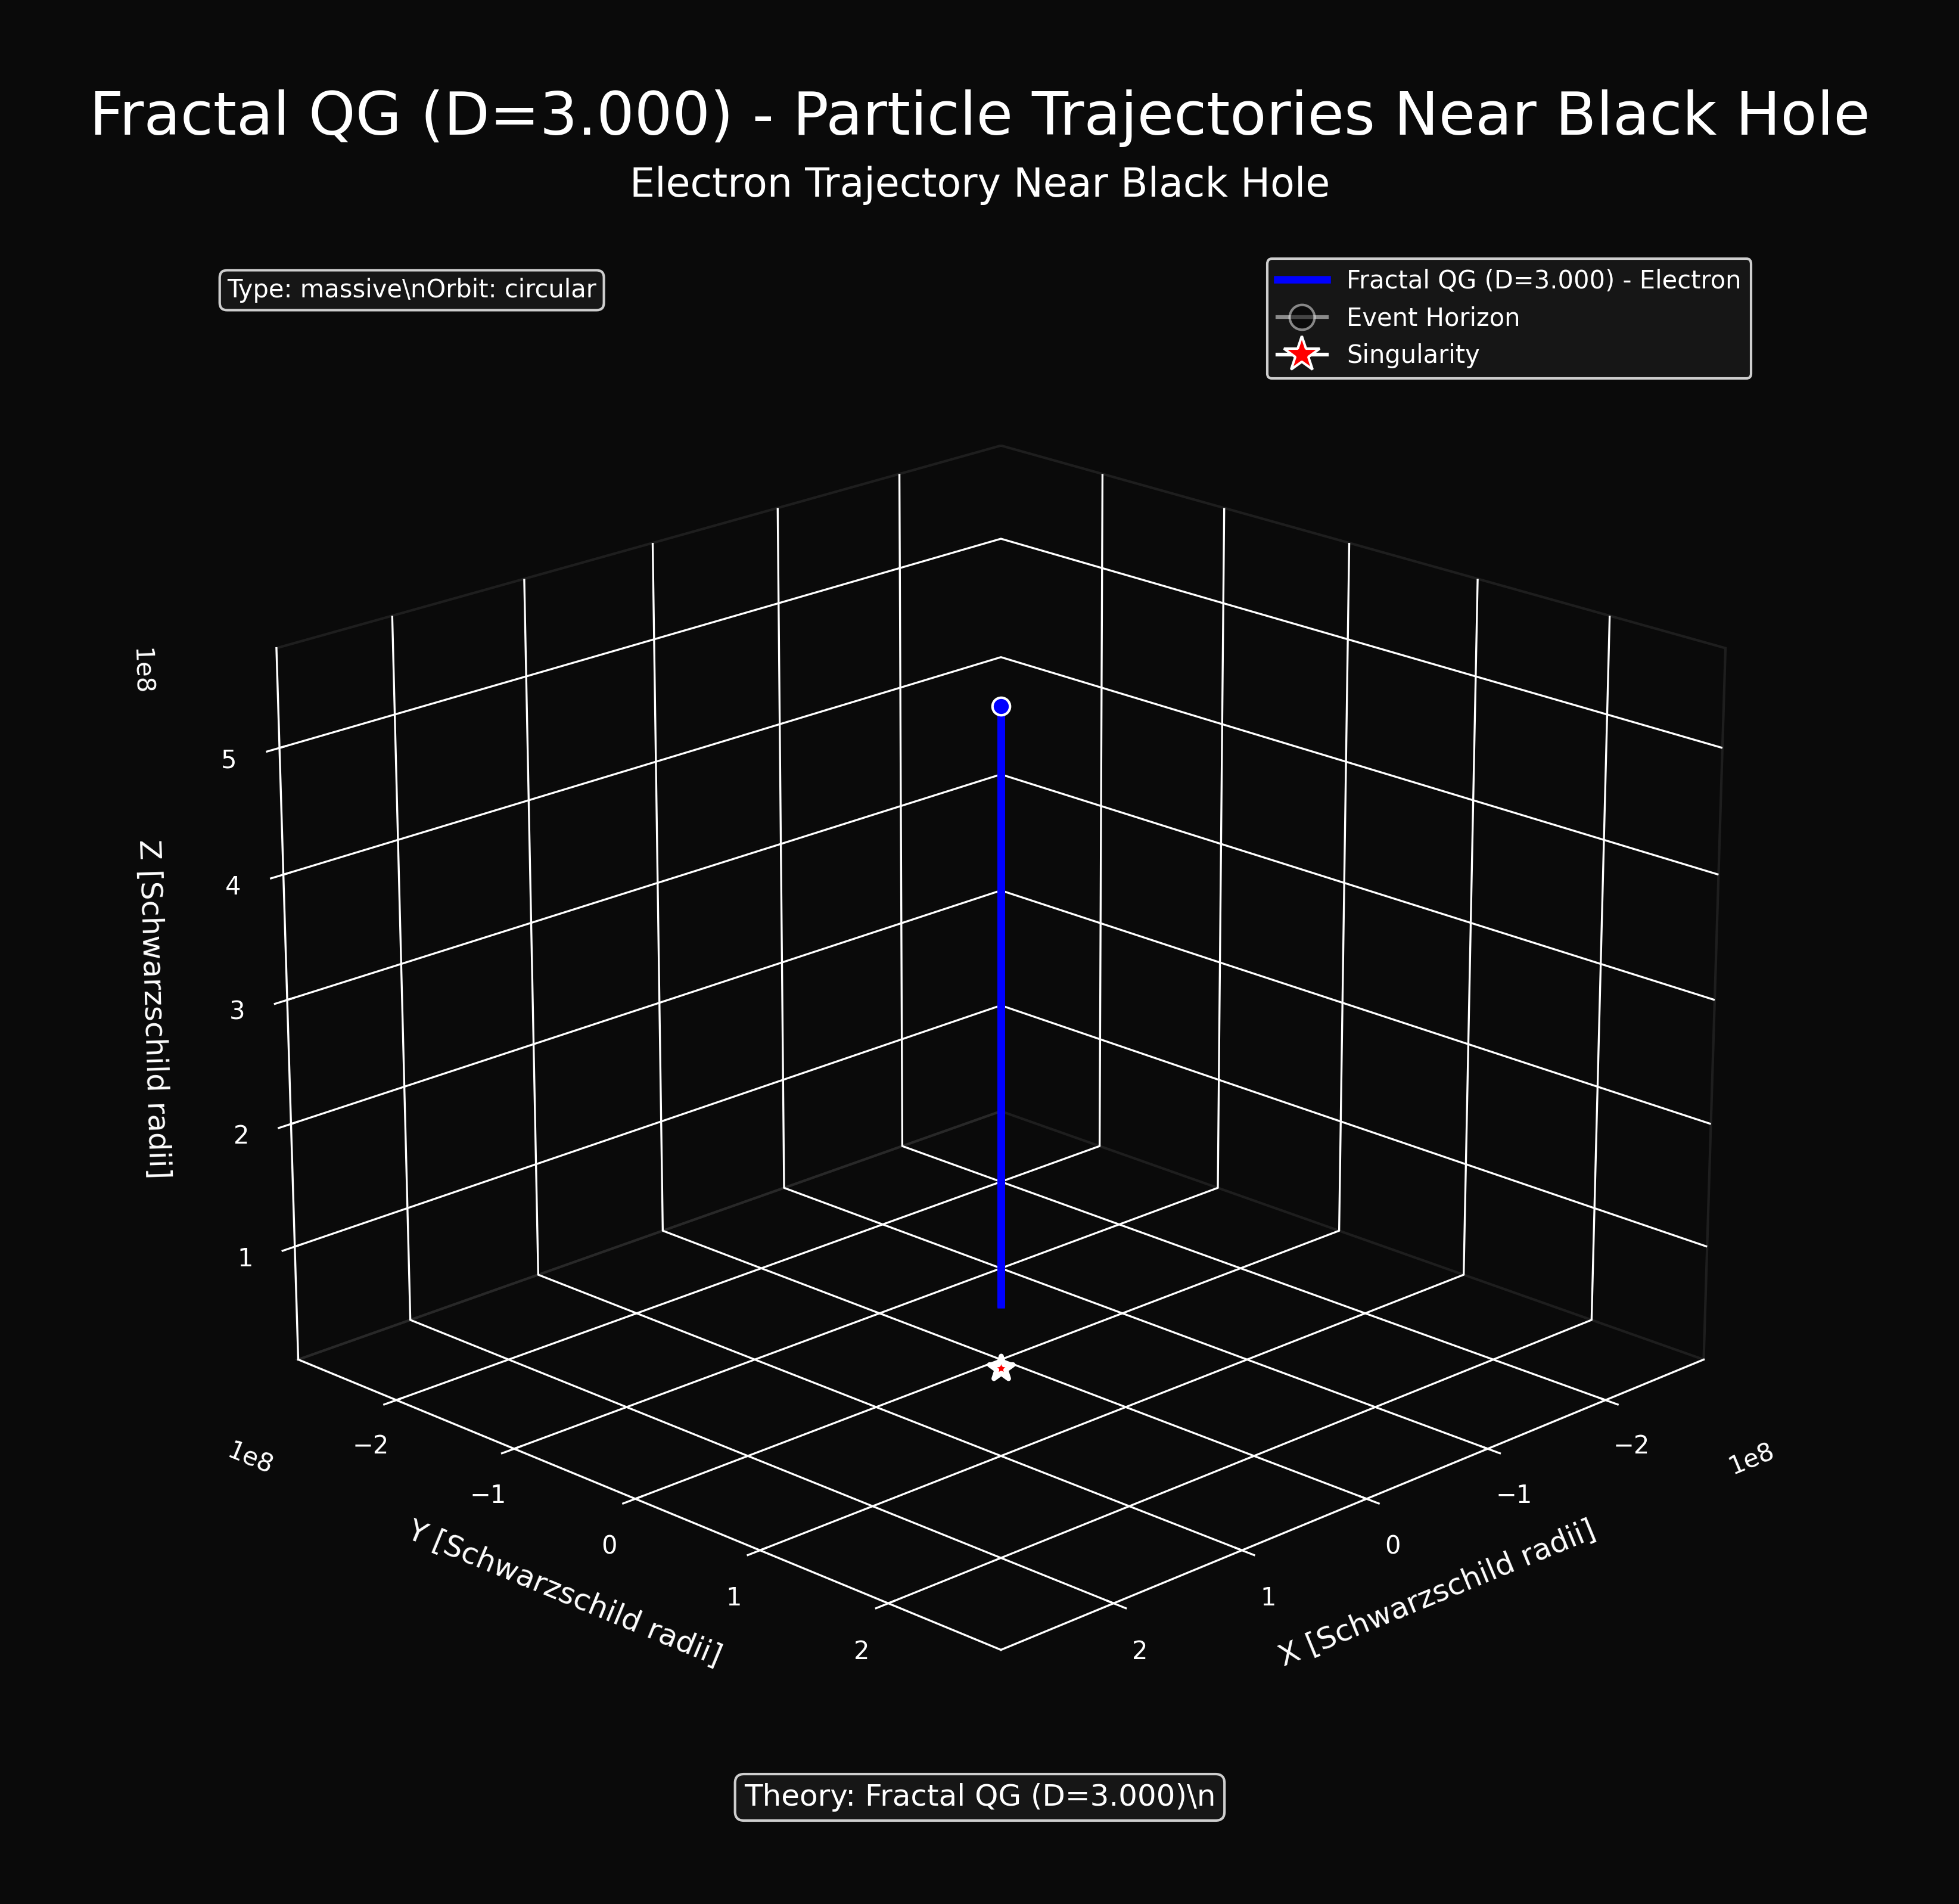 Fractal QG (D=3.000) - Particle Trajectories Near Black Hole
Electron Trajectory Near Black Hole
Type: massive\nOrbit: circular
Fractal QG (D=3.000) - Electron
Event Horizon
Singularity
1e8
5
4
3
2
1
Z [Schwarzschild radii]
1e8
−2
−1
0
1
2
Y [Schwarzschild radii]
1e8
−2
−1
0
1
2
X [Schwarzschild radii]
Theory: Fractal QG (D=3.000)\n